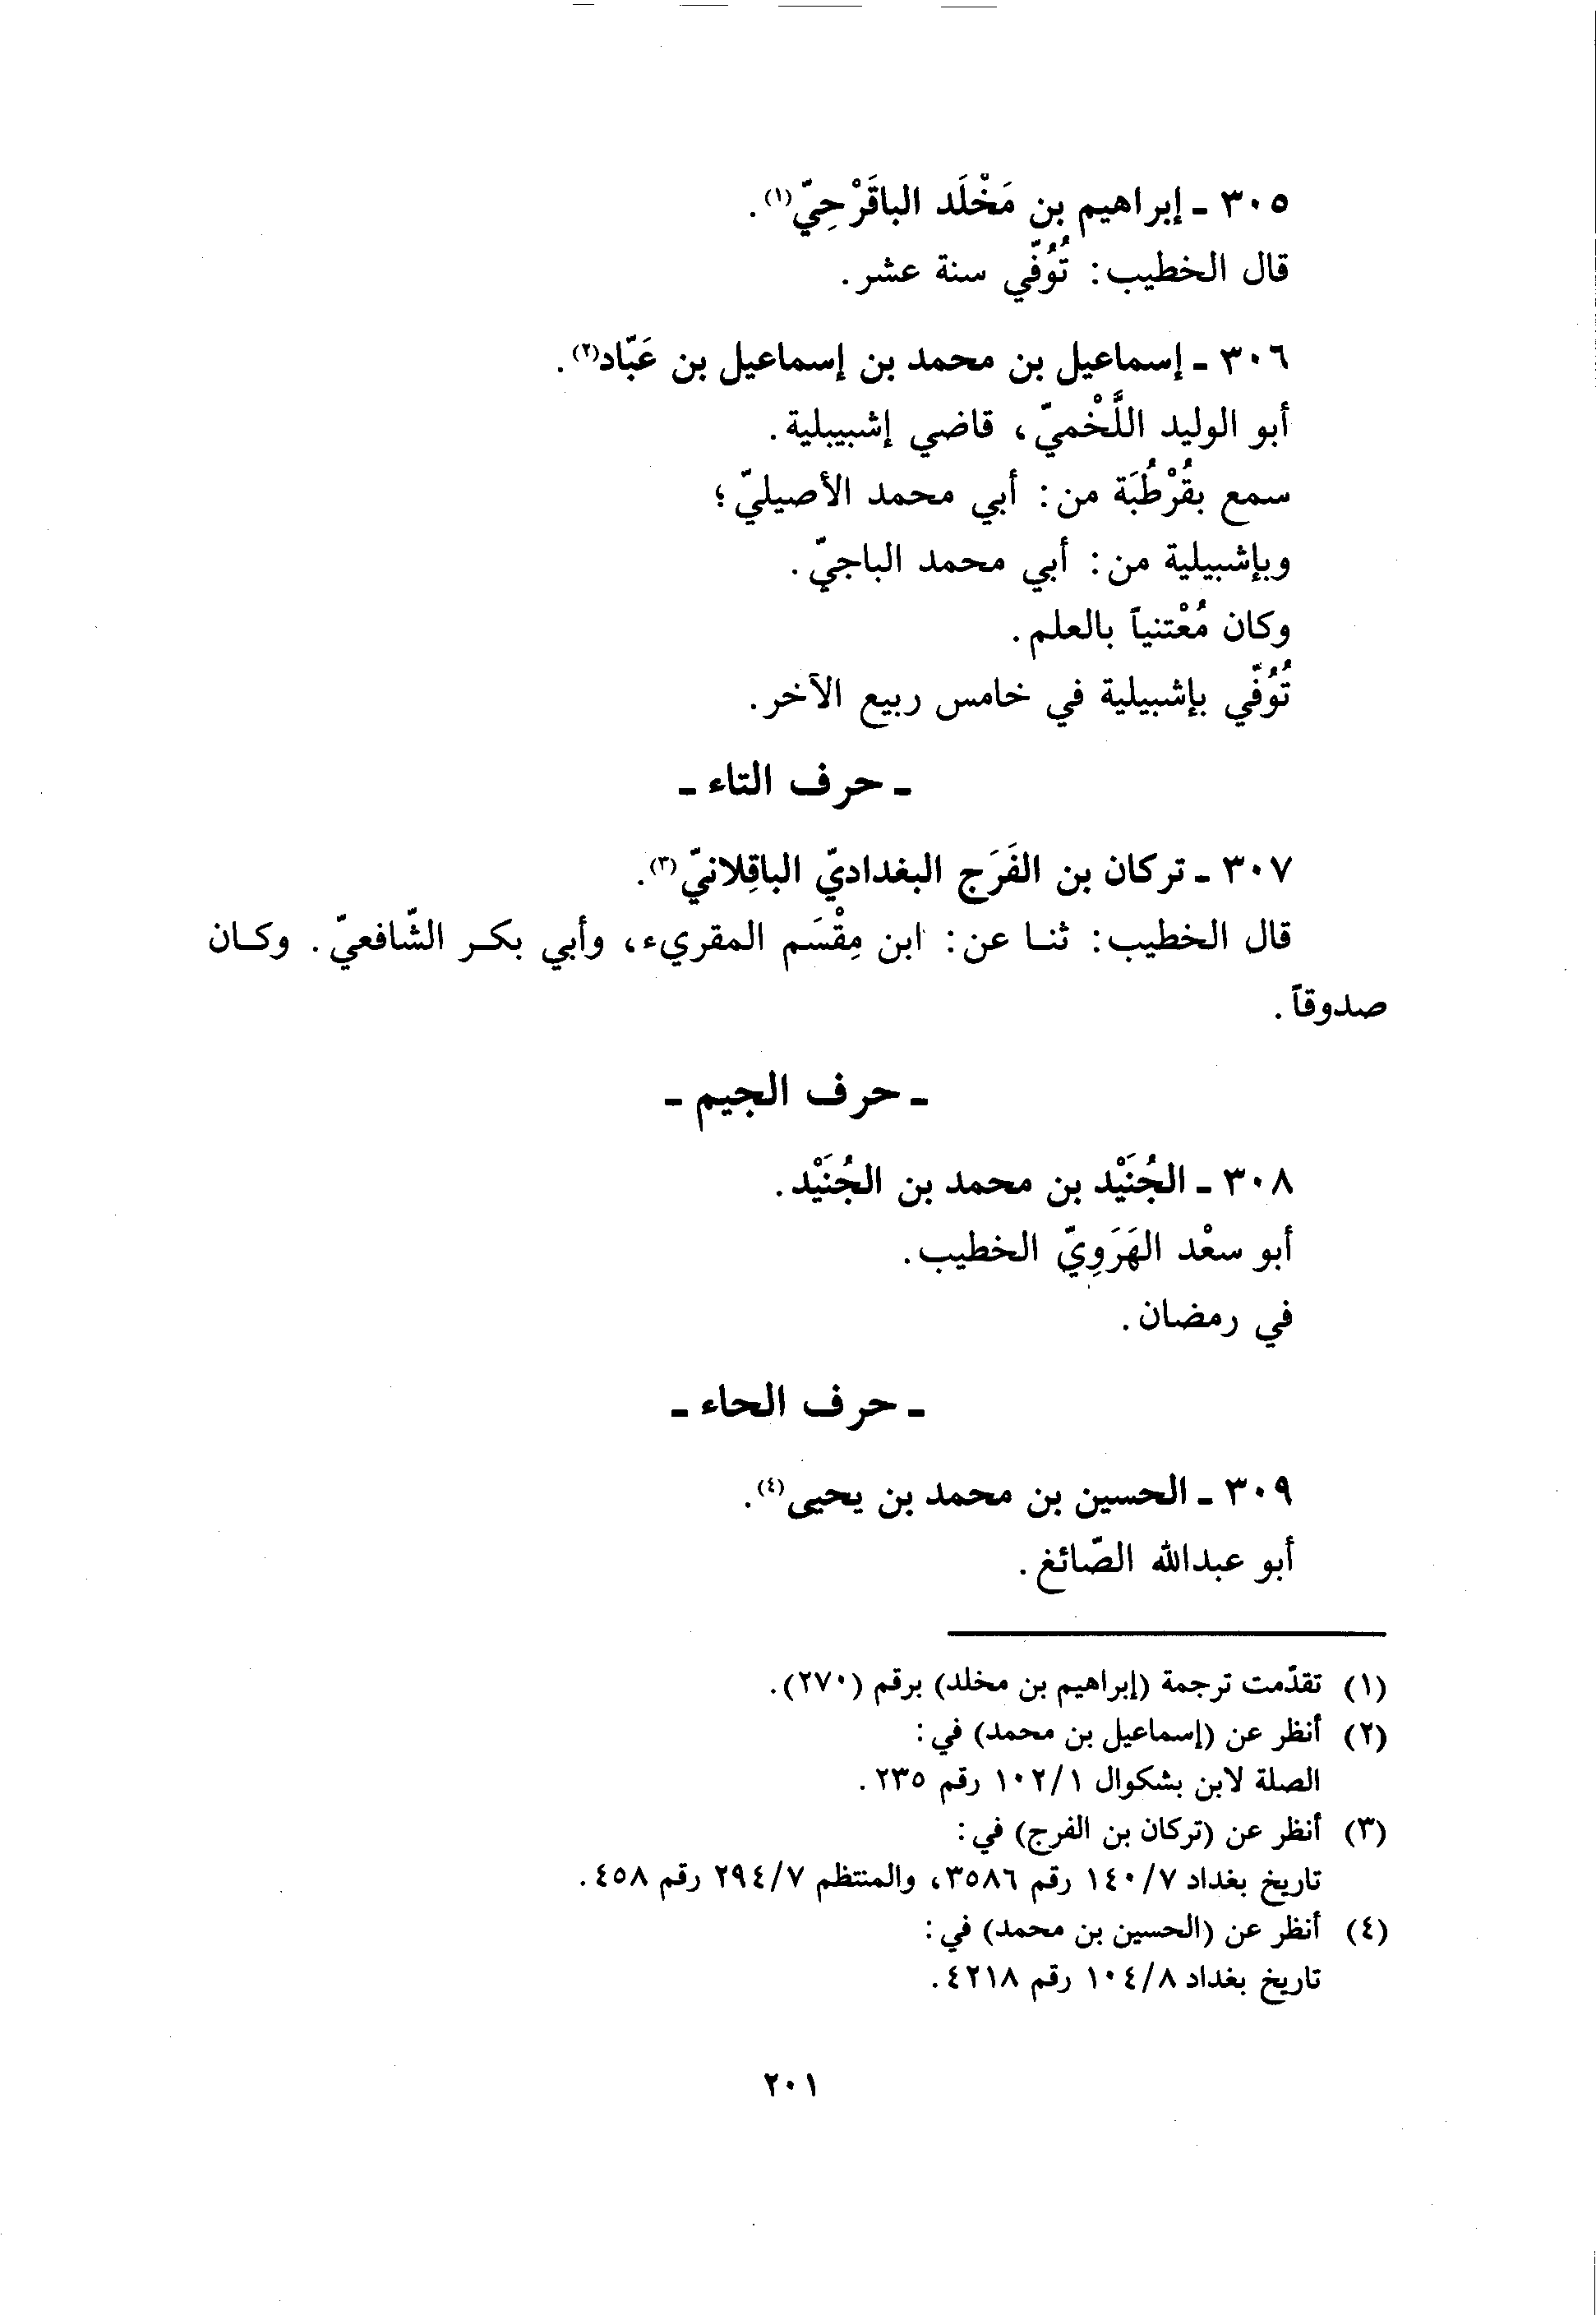 ٣٠٥ ـ إبراهيم بن مَخْلَد الباقَرْحِيّ(١).
قال الخطيب: تُوُفّي سنة عشر.
٣٠٦ ـ إسماعيل بن محمد بن إسماعيل بن عَبّاد(٢).
أبو الوليد اللَّخْميّ، قاضي إشبيبلية.
سمع بقُرْطُبَة من: أبي محمد الأصيليّ؛
وبإشبيلية من: أبي محمد الباجيّ.
وكان مُعْتنياً بالعلم.
تُوُفّي بإشبيلية في خامس ربيع الآخر.
ـ حرف التاء ـ
٣٠٧ ـ تركان بن الفَرَج البغداديّ الباقِلانيّ(٣).
قال الخطيب: ثنـا عن: ابن مِقْسَم المقريء، وأبي بكـر الشّافعيّ. وكـان
صدوقاً.
ـ حرف الجيم ـ
٣٠٨ ـ الجُنَيْد بن محمد بن الجُنَيْد.
أبو سعْد الهَرَوِيّ الخطيب.
في رمضان.
ـ حرف الحاء ـ
٣٠٩ ـ الحسين بن محمد بن يحيى(٤).
أبو عبدالله الصّائغ.
(١) تقدّمت ترجمة (إبراهيم بن مخلد) برقم (٢٧٠).
(٢) أنظر عن (إسماعيل بن محمد) في:
الصلة لابن بشكوال ١٠٢/١ رقم ٢٣٥.
(٣) أنظر عن (تركان بن الفرج) في:
تاريخ بغداد ١٤٠/٧ رقم ٣٥٨٦، والمنتظم ٢٩٤/٧ رقم ٤٥٨.
(٤) أنظر عن (الحسين بن محمد) في:
تاريخ بغداد ١٠٤/٨ رقم ٤٢١٨.
٢٠١